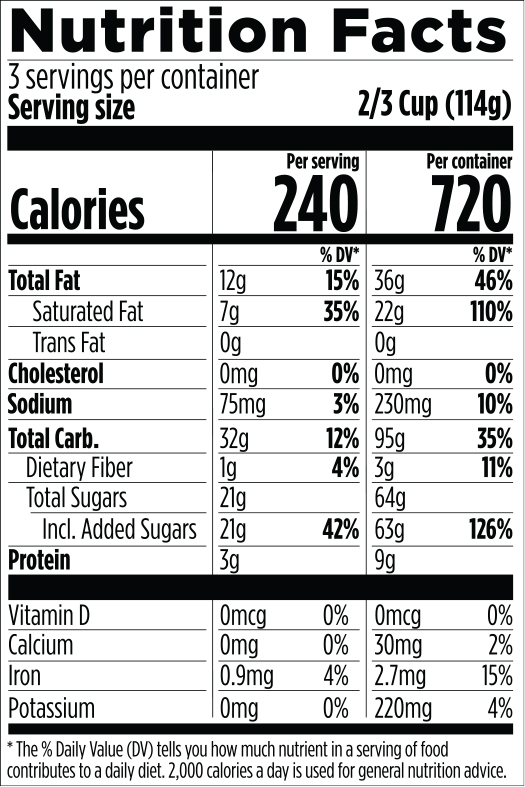 Nutrition Facts
3 servings per container
Serving size 2/3 Cup (114g)
Per serving Per container
Calories 240 720
% DV* % DV*
Total Fat 12g 15% 36g 46%
Saturated Fat 7g 35% 22g 110%
Trans Fat 0g 0g
Cholesterol 0mg 0% 0mg 0%
Sodium 75mg 3% 230mg 10%
Total Carb. 32g 12% 95g 35%
Dietary Fiber 1g 4% 3g 11%
Total Sugars 21g 64g
Incl. Added Sugars 21g 42% 63g 126%
Protein 3g 9g
Vitamin D 0mcg 0% 0mcg 0%
Calcium 0mg 0% 30mg 2%
Iron 0.9mg 4% 2.7mg 15%
Potassium 0mg 0% 220mg 4%
* The % Daily Value (DV) tells you how much nutrient in a serving of food
contributes to a daily diet. 2,000 calories a day is used for general nutrition advice.